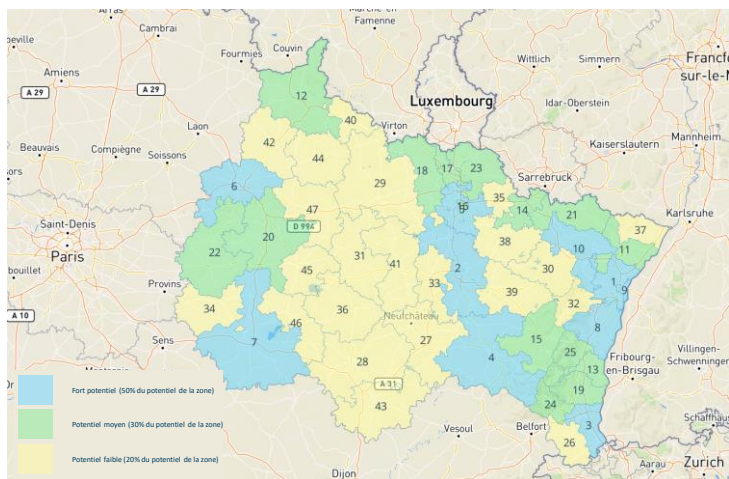 Arras
Marche-en-
Famenne
Cambrai
Couvin
Fourmies
Wittlich
Simmern
Francfo
sur-le-M
Amiens
A 29
A 29
12
Luxembourg
Idar-Oberstein
40
Virton
Laon
42
Kaiserslautern
Mannheim
Beauvais
Compiègne
Soissons
44
18
17
23
Sarrebruck
29
6
35
47
14
21
Karlsruhe
Saint-Denis
D 994
20
37
Paris
22
38
10
11
31
41
2
30
45
33
1
9
Provins
34
36
39
32
A 10
46
Neufchâteau
8
Sens
7
27
15
28
4
25
Villingen-
Schwenningen
Fribourg-
en-Brisgau
13
Fort potentiel (50% du potentiel de la zone)
A 31
19
43
24
Potentiel moyen (30% du potentiel de la zone)
Vesoul
Belfort
3
26
Potentiel faible (20% du potentiel de la zone)
Aarau
Zurich
Dijon